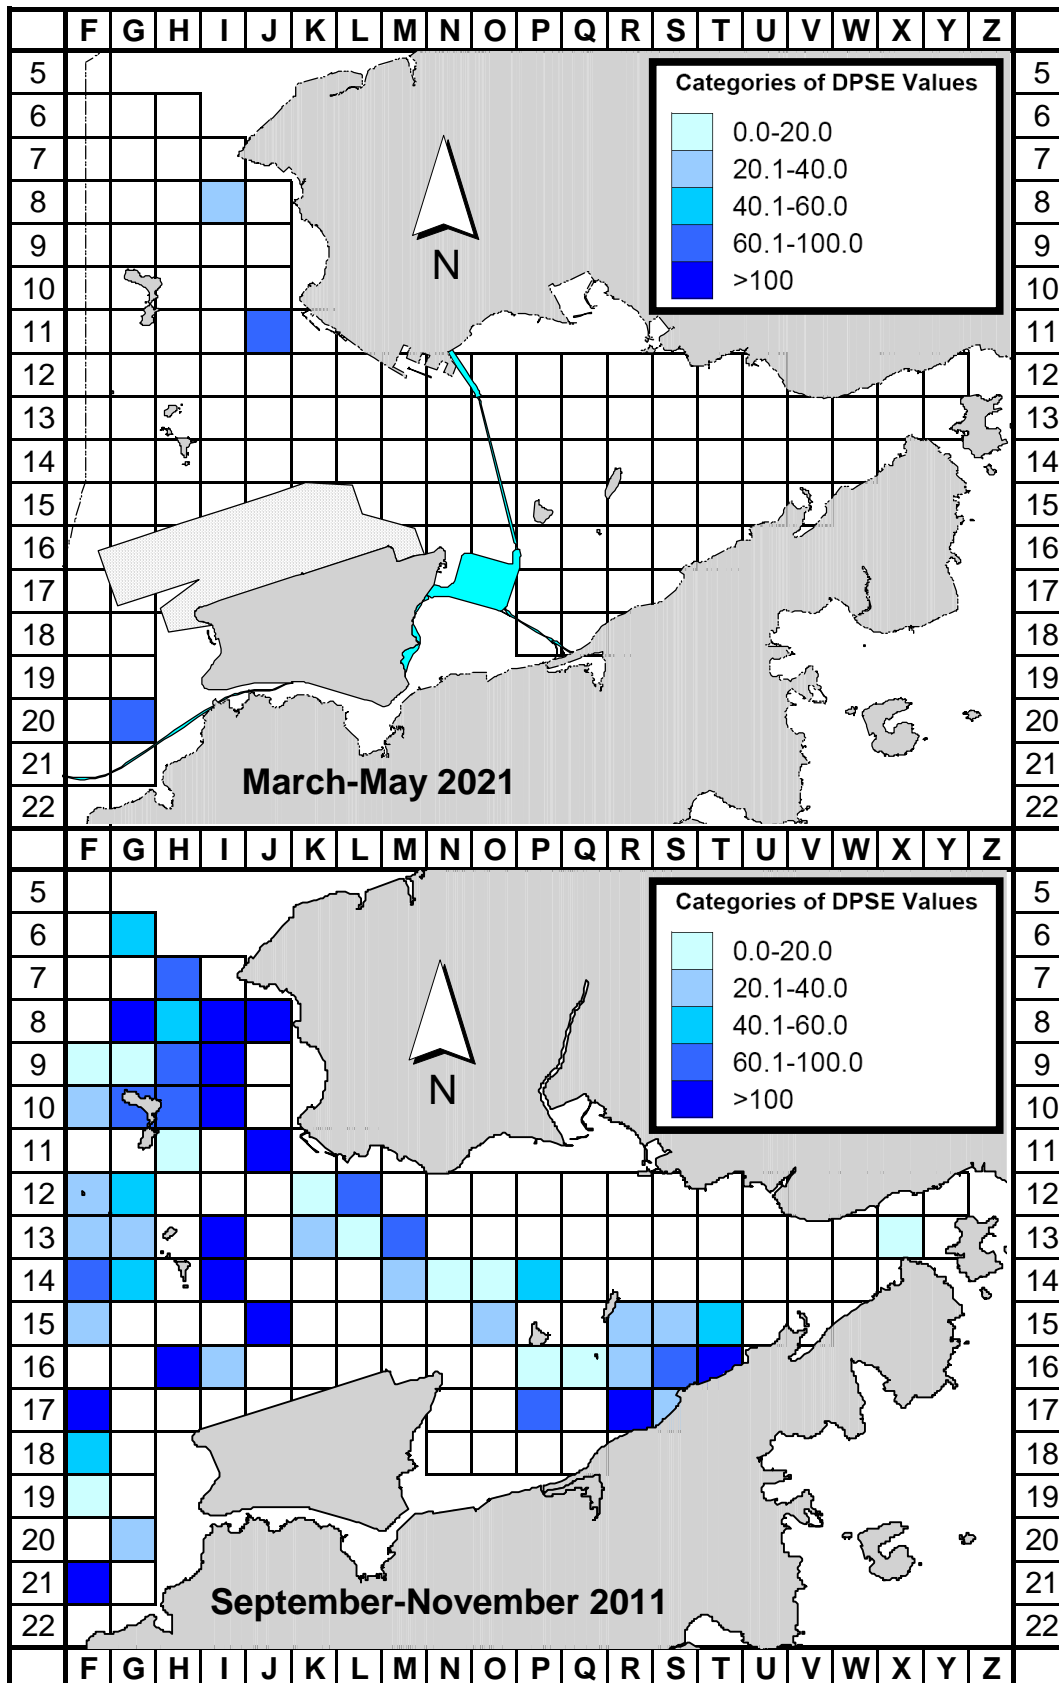 F G H I J K L M N O P Q R S T U V W X Y Z
5 5
Categories of DPSE Values
6 6
0.0-20.0
7 20.1-40.0 7
8 40.1-60.0 8
9 60.1-100.0 9
N
10 >100 10
11 11
12 12
13 13
14 14
15 15
16 16
17 17
18 18
19 19
20 20
21 21
March-May 2021
22 22
F G H I J K L M N O P Q R S T U V W X Y Z
5 5
Categories of DPSE Values
6 6
0.0-20.0
7 20.1-40.0 7
8 40.1-60.0 8
9 60.1-100.0 9
N
10 >100 10
11 11
12 12
13 13
14 14
15 15
16 16
17 17
18 18
19 19
20 20
21 21
September-November 2011
22 22
F G H I J K L M N O P Q R S T U V W X Y Z